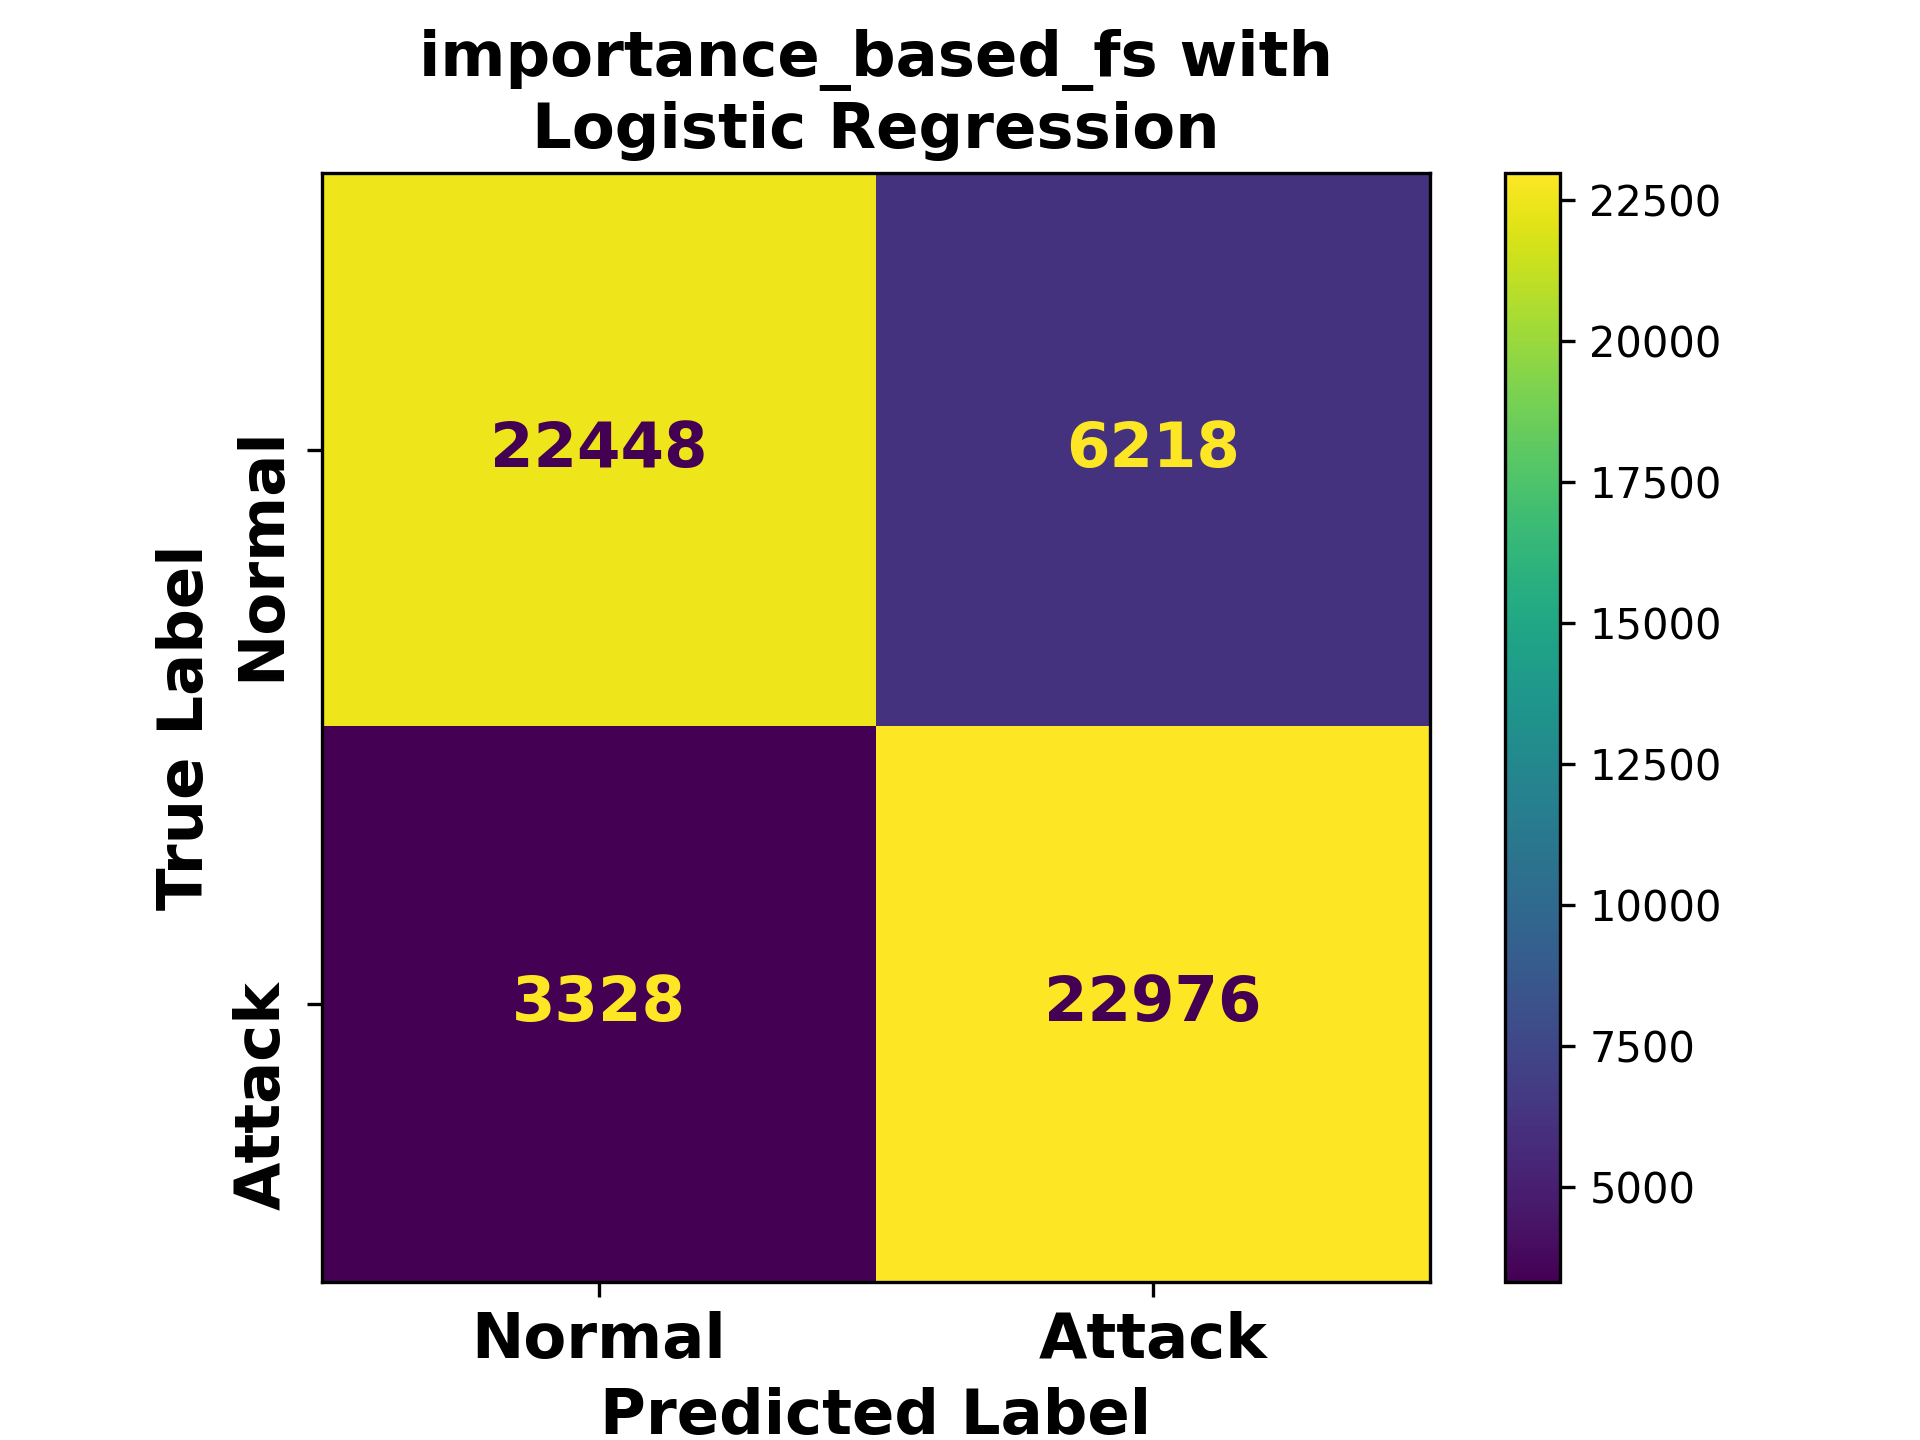 importance_based_fs with
Logistic Regression
True Label
Normal
Attack
22448
6218
3328
22976
Normal
Attack
Predicted Label
22500
20000
17500
15000
12500
10000
7500
5000